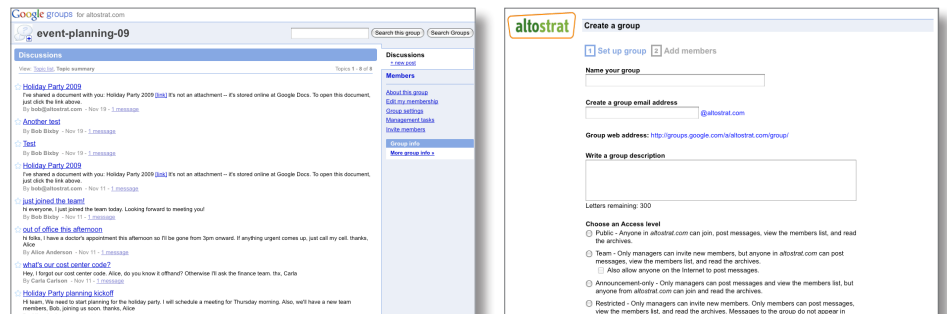 Google groups for altostrat.com
event-planning-09
Search this group
Search Groups
Discussions
View: Topic list, Topic summary
Topics 1 - 8 of 8
Holiday Party 2009
I've shared a document with you: Holiday Party 2009 [link] It's not an attachment -- it's stored online at Google Docs. To open this document,
just click the link above.
By bob@altostrat.com - Nov 19 - 1 message
Another test
By Bob Bixby - Nov 19 - 1 message
Test
By Bob Bixby - Nov 19 - 1 message
Holiday Party 2009
I've shared a document with you: Holiday Party 2009 [link] It's not an attachment -- it's stored online at Google Docs. To open this document,
just click the link above.
By bob@altostrat.com - Nov 11 - 1 message
just joined the team!
hi everyone, I just joined the team today. Looking forward to meeting you!
By Bob Bixby - Nov 11 - 1 message
out of office this afternoon
hi folks, I have a doctor's appointment this afternoon so I'll be gone from 3pm onward. If anything urgent comes up, just call my cell. thanks,
Alice
By Alice Anderson - Nov 11 - 1 message
what's our cost center code?
Hey, I forgot our cost center code. Alice, do you know it offhand? Otherwise I'll ask the finance team. thx, Carla
By Carla Carlson - Nov 11 - 1 message
Holiday Party planning kickoff
Hi team, We need to start planning for the holiday party. I will schedule a meeting for Thursday morning. Also, we'll have a new team
members, Bob, joining us soon. thanks, Alice
Discussions
+ new post
Members
About this group
Edit my membership
Group settings
Management tasks
Invite members
Group info
More group info »
altostrat
Create a group
1 Set up group 2 Add members
Name your group
Create a group email address
@altostrat.com
Group web address: http://groups.google.com/a/altostrat.com/group/
Write a group description
Letters remaining: 300
Choose an Access level
Public - Anyone in altostrat.com can join, post messages, view the members list, and read
the archives.
Team - Only managers can invite new members, but anyone in altostrat.com can post
messages, view the members list, and read the archives.
Also allow anyone on the Internet to post messages.
Announcement-only - Only managers can post messages and view the members list, but
anyone from altostrat.com can join and read the archives.
Restricted - Only managers can invite new members. Only members can post messages,
view the members list, and read the archives. Messages to the group do not appear in